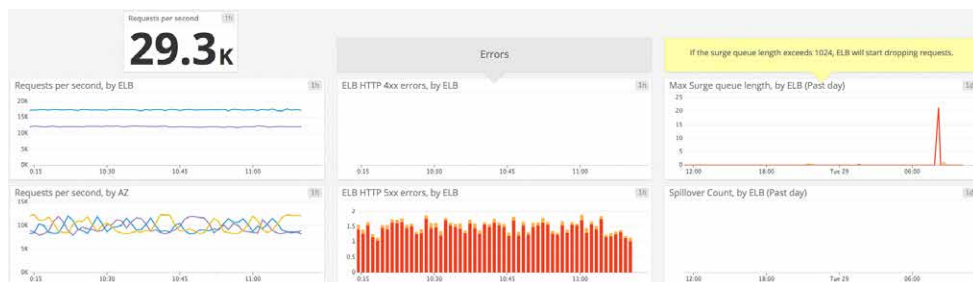 Requests per second 1h
29.3K
Errors
If the surge queue length exceeds 1024, ELB will start dropping requests.
Requests per second, by ELB 1h
20K
15K
10K
5K
0K
0:15 10:30 10:45 11:00
ELB HTTP 4xx errors, by ELB 1h
0:15 10:30 10:45 11:00
Max Surge queue length, by ELB (Past day) 1d
25
20
15
10
5
0
12:00 18:00 Tue 29 06:00
Requests per second, by AZ 1h
15K
10K
5K
0K
0:15 10:30 10:45 11:00
ELB HTTP 5xx errors, by ELB 1h
2
1.5
1
0.5
0
0:15 10:30 10:45 11:00
Spillover Count, by ELB (Past day) 1d
12:00 18:00 Tue 29 06:00